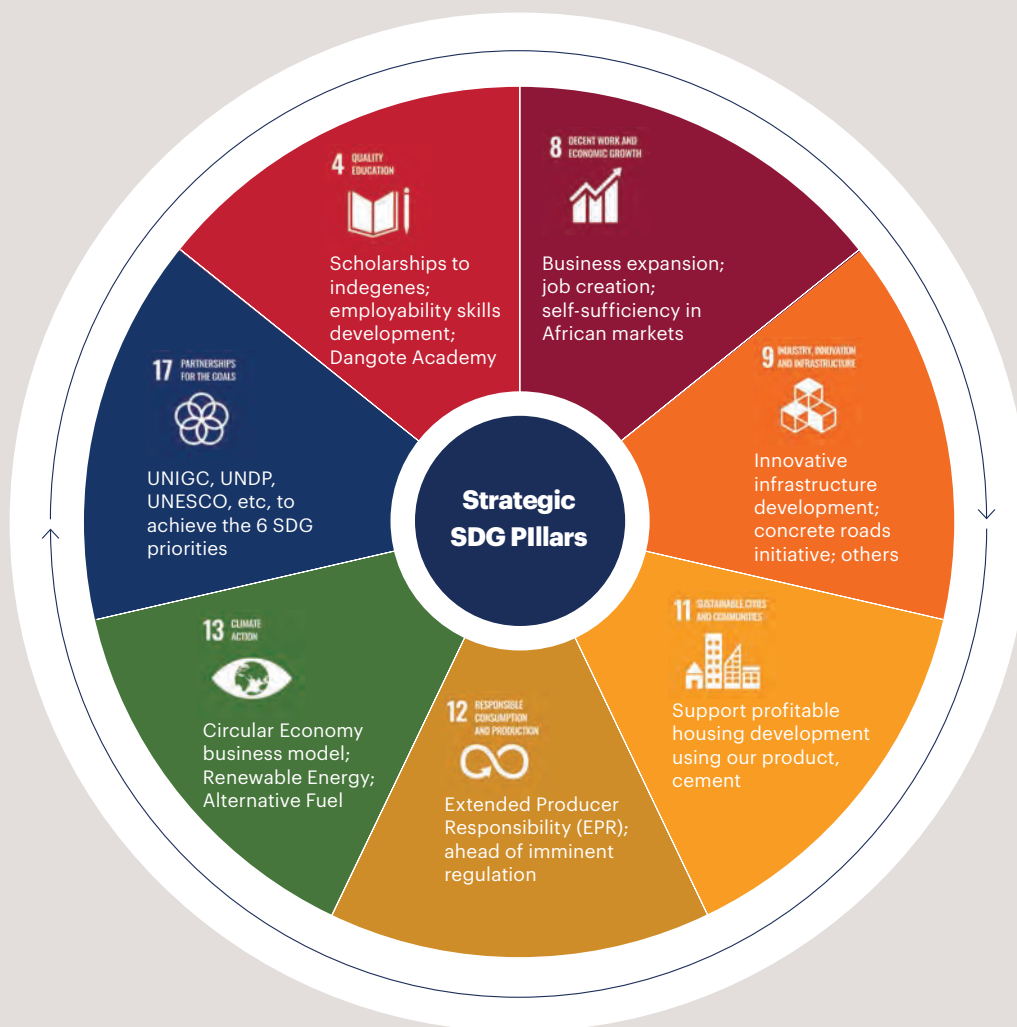 4 QUALITY
EDUCATION
Scholarships to
indegenes;
employability skills
development;
Dangote Academy
8 DECENT WORK AND
ECONOMIC GROWTH
Business expansion;
job creation;
self-sufficiency in
African markets
9 INDUSTRY, INNOVATION
AND INFRASTRUCTURE
Innovative
infrastructure
development;
concrete roads
initiative; others
11 SUSTAINABLE CITIES
AND COMMUNITIES
Support profitable
housing development
using our product,
cement
12 RESPONSIBLE
CONSUMPTION
AND PRODUCTION
Extended Producer
Responsibility (EPR);
ahead of imminent
regulation
13 CLIMATE
ACTION
Circular Economy
business model;
Renewable Energy;
Alternative Fuel
17 PARTNERSHIPS
FOR THE GOALS
UNIGC, UNDP,
UNESCO, etc, to
achieve the 6 SDG
priorities
Strategic
SDG PIllars